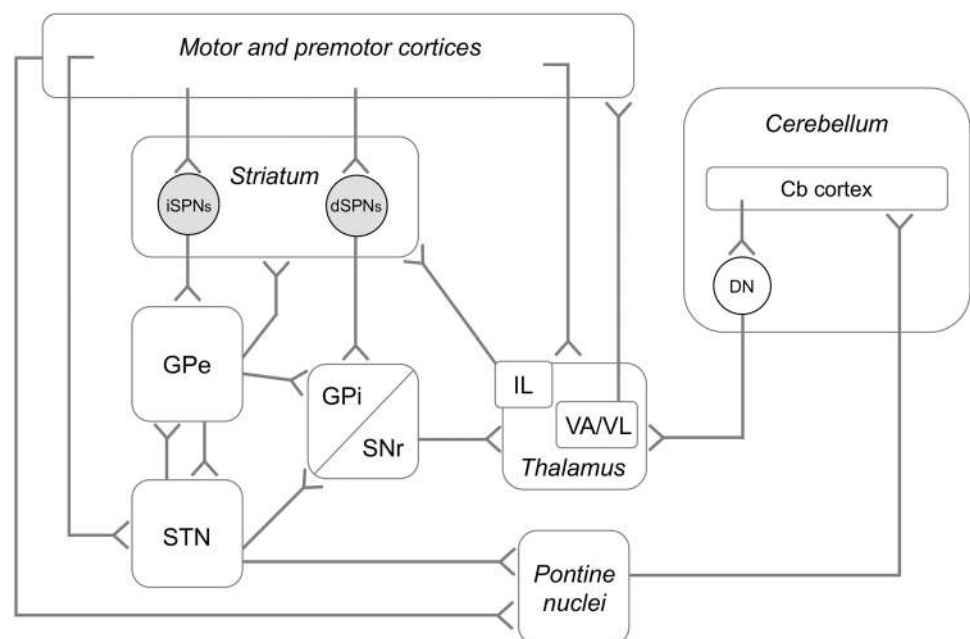 Motor and premotor cortices
Cerebellum
Striatum
Cb cortex
iSPNs
dSPNs
DN
GPe
GPi
SNr
IL
VA/VL
Thalamus
STN
Pontine
nuclei